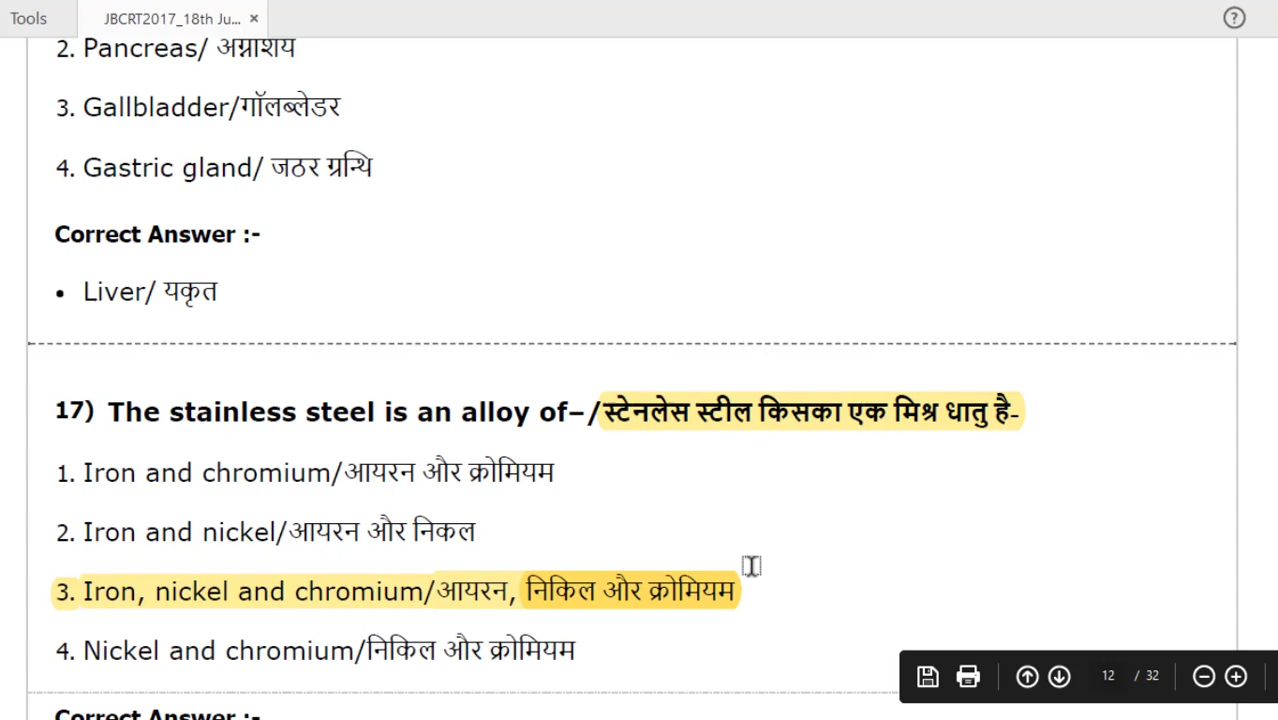 Tools
JBCRT2017_18th Ju... ×
?
2. Pancreas/ अग्नाशय
3. Gallbladder/गॉलब्लेडर
4. Gastric gland/ जठर ग्रन्थि
Correct Answer :-
• Liver/ यकृत
17) The stainless steel is an alloy of–/स्टेनलेस स्टील किसका एक मिश्र धातु है-
1. Iron and chromium/आयरन और क्रोमियम
2. Iron and nickel/आयरन और निकल
3. Iron, nickel and chromium/आयरन, निकिल और क्रोमियम
4. Nickel and chromium/निकिल और क्रोमियम
12 / 32
Correct Answer :-